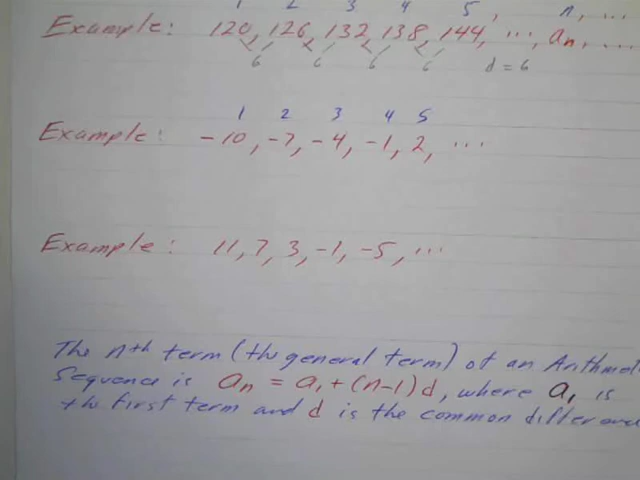 1 2 3 4 5, n, ...
Example: 120, 126, 132, 138, 144, ..., an, ....
6 6 6 6 d = 6
1 2 3 4 5
Example: -10, -7, -4, -1, 2, ...
Example: 11, 7, 3, -1, -5, ...
The nth term (the general term) of an Arithmet
Sequence is an = a1 + (n-1)d, where a1 is
the first term and d is the common differenc